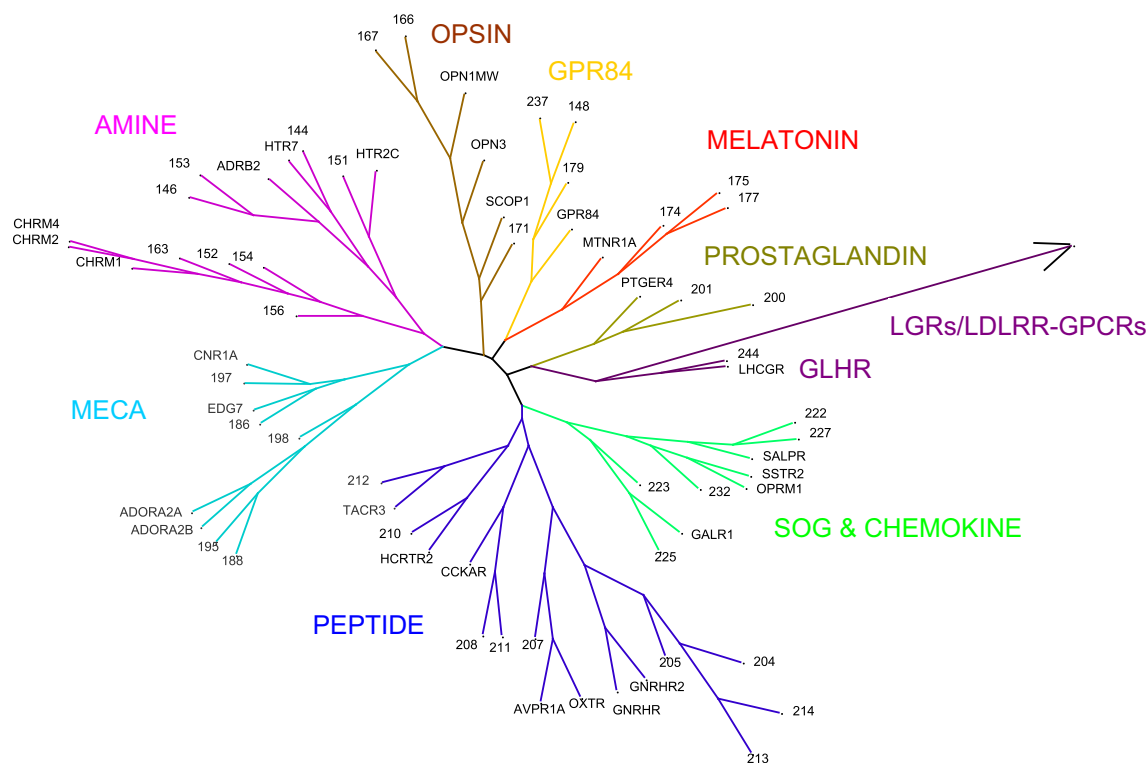 166
167
OPSIN
GPR84
OPN1MW
237
148
AMINE
144
HTR7
151
HTR2C
153
ADRB2
146
OPN3
179
MELATONIN
SCOP1
171
GPR84
175
177
174
MTNR1A
CHRM4
CHRM2
CHRM1
163
152
154
156
PROSTAGLANDIN
PTGER4
201
200
LGRs/LDLRR-GPCRs
244
LHCGR
GLHR
CNR1A
197
EDG7
186
198
MECA
222
227
SALPR
SSTR2
OPRM1
223
232
GALR1
225
SOG & CHEMOKINE
ADORA2A
ADORA2B
195
188
212
TACR3
210
HCRTR2
CCKAR
PEPTIDE
208
211
207
205
204
GNRHR2
AVPR1A
OXTR
GNRHR
214
213